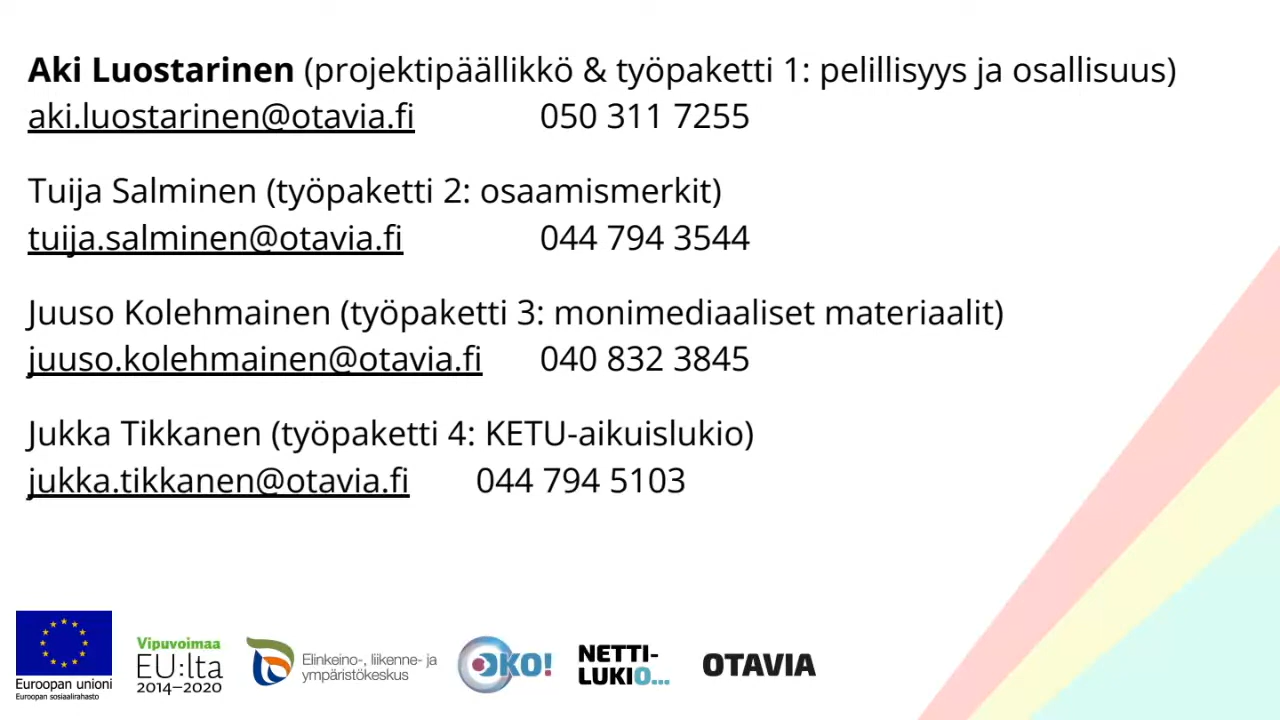 Aki Luostarinen (projektipäällikkö & työpaketti 1: pelillisyys ja osallisuus)
aki.luostarinen@otavia.fi 050 311 7255
Tuija Salminen (työpaketti 2: osaamismerkit)
tuija.salminen@otavia.fi 044 794 3544
Juuso Kolehmainen (työpaketti 3: monimediaaliset materiaalit)
juuso.kolehmainen@otavia.fi 040 832 3845
Jukka Tikkanen (työpaketti 4: KETU-aikuislukio)
jukka.tikkanen@otavia.fi 044 794 5103
Euroopan unioni
Euroopan sosiaalirahasto
Vipuvoimaa
EU:lta
2014–2020
Elinkeino-, liikenne- ja
ympäristökeskus
OKO!
NETTI-
LUKIO...
OTAVIA